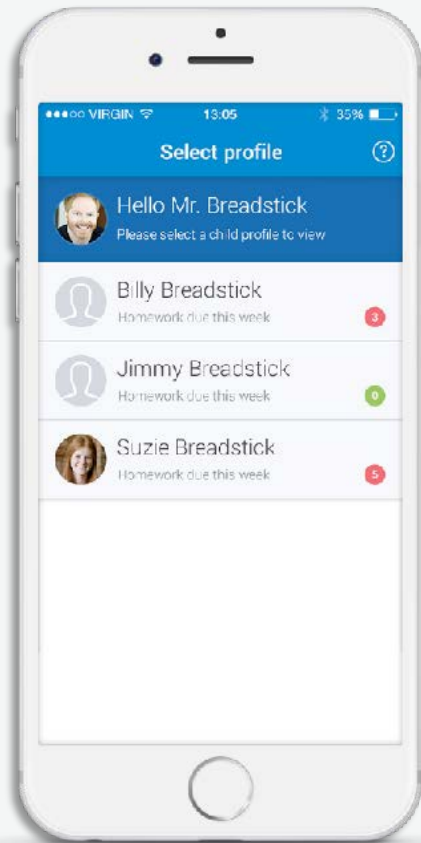 VIRGIN 13:05 35%
Select profile ?
Hello Mr. Breadstick
Please select a child profile to view
Billy Breadstick
Homework due this week 3
Jimmy Breadstick
Homework due this week 0
Suzie Breadstick
Homework due this week 5